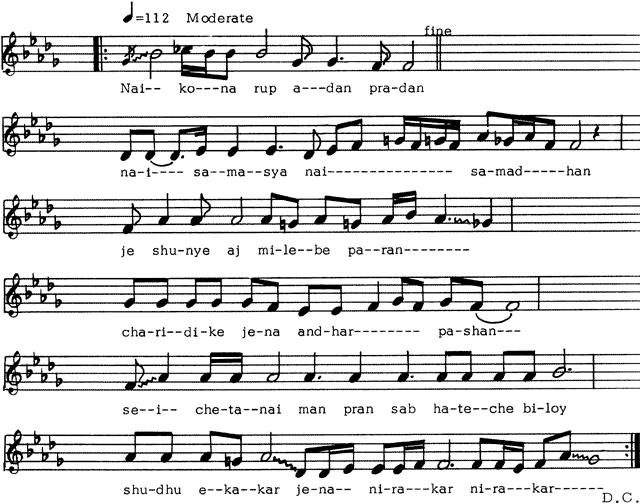 ♩=112 Moderate
fine
Nai-- ko---na rup a---dan pra-dan
na-i---- sa--ma-sya nai---------------- sa-mad---han
je shu-nye aj mi-le--be pa--ran--------
cha-ri--di-ke je-na and-har-------- pa-shan---
se--i-- che-ta--nai man pran sab ha-te--che bi-loy
shu-dhu e--ka-kar je-na-- ni-ra-kar ni-ra-kar------
D.C.